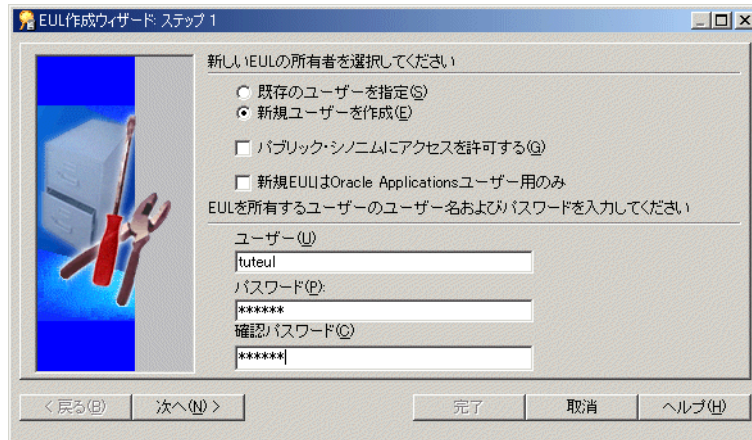 EUL作成ウィザード: ステップ 1
新しいEULの所有者を選択してください
既存のユーザーを指定(S)
新規ユーザーを作成(E)
パブリック・シノニムにアクセスを許可する(G)
新規EULはOracle Applicationsユーザー用のみ
EULを所有するユーザーのユーザー名およびパスワードを入力してください
ユーザー(U)
tuteul
パスワード(P):
******
確認パスワード(C)
******
< 戻る(B) 次へ(N) > 完了 取消 ヘルプ(H)